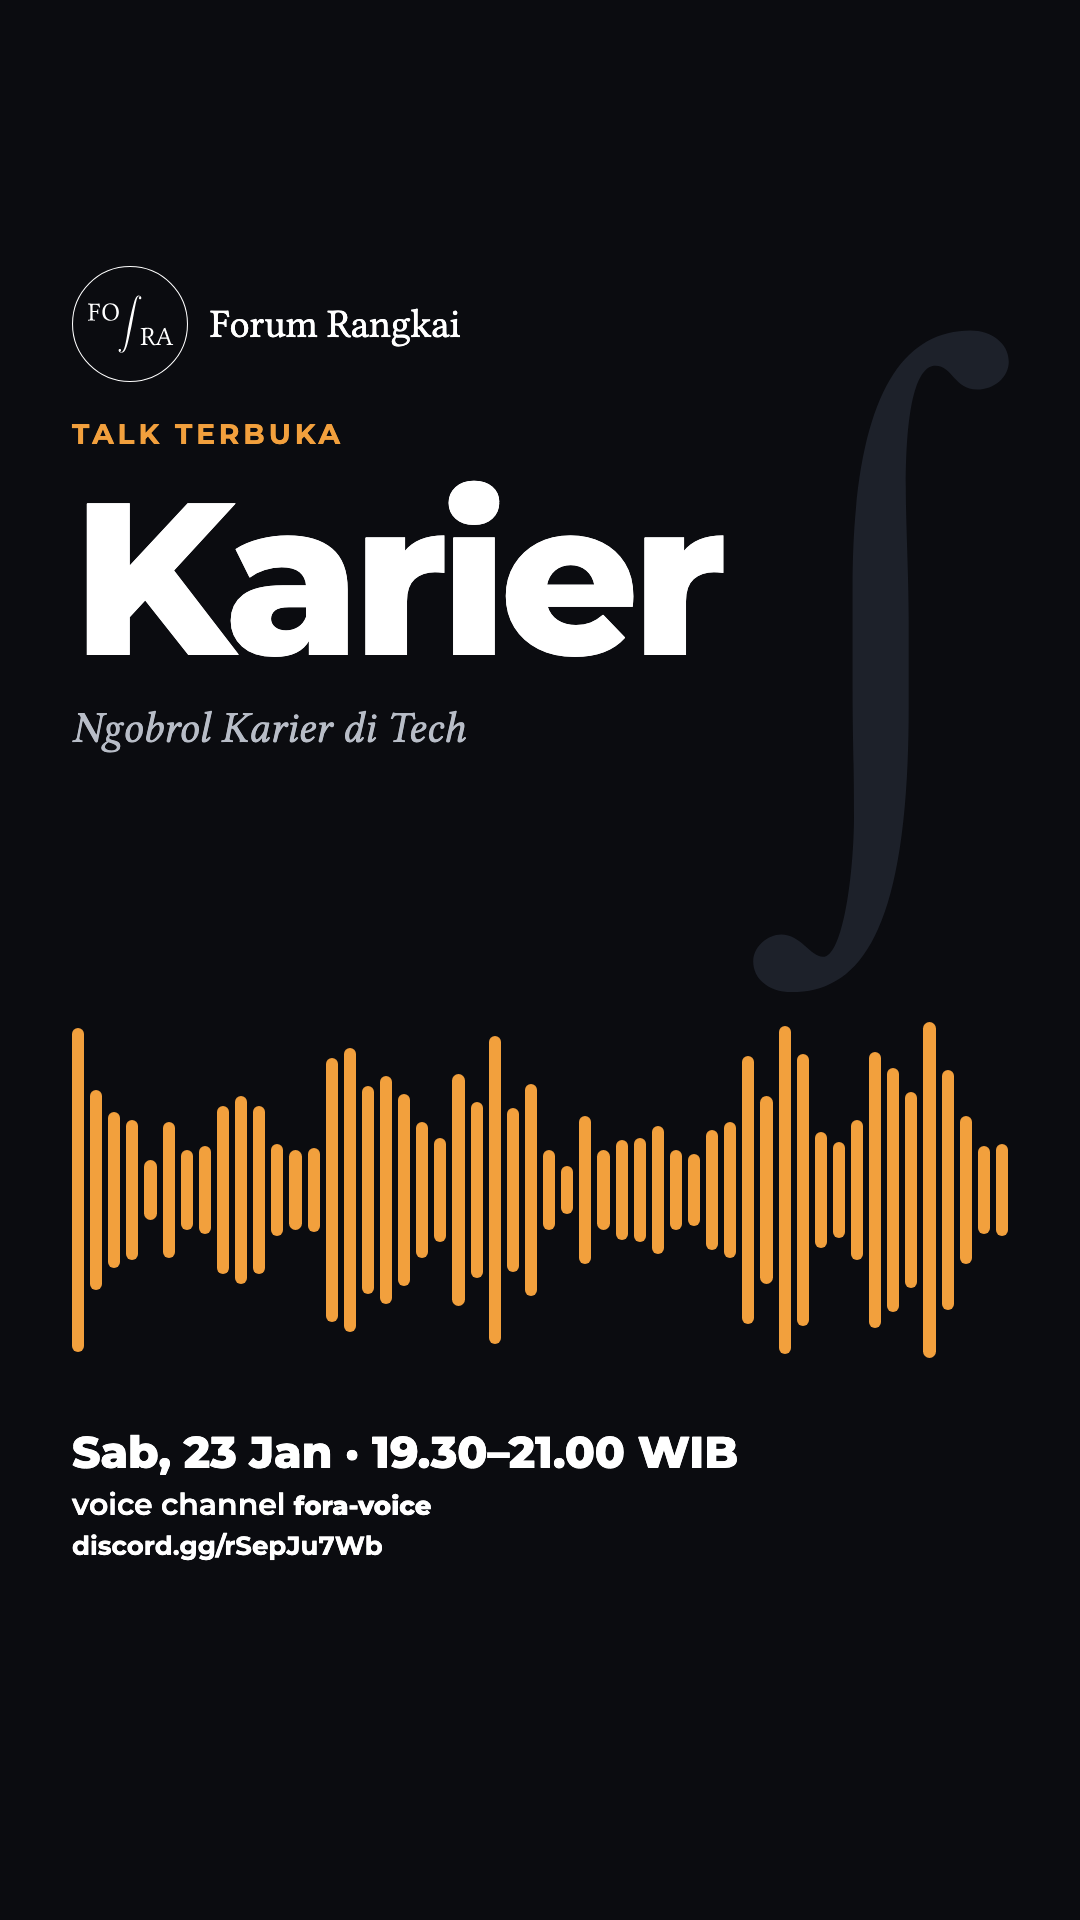 FO∫RA
Forum Rangkai
TALK TERBUKA
Karier
Ngobrol Karier di Tech
∫
Sab, 23 Jan · 19.30–21.00 WIB
voice channel fora-voice
discord.gg/rSepJu7Wb